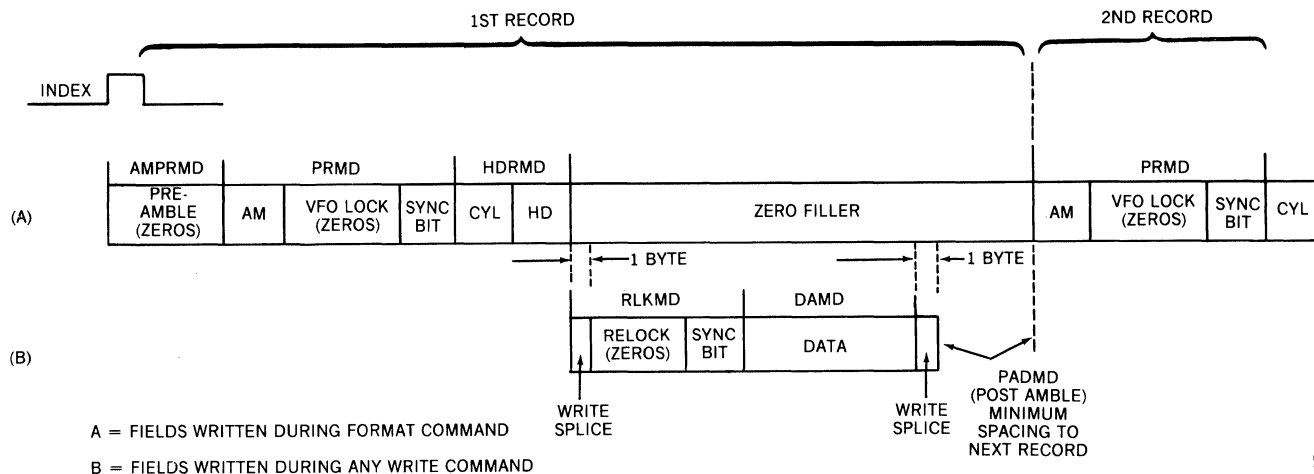 1ST RECORD
2ND RECORD
INDEX
AMPRMD
PRMD
HDRMD
PRMD
(A)
PRE-
AMBLE
(ZEROS)
AM
VFO LOCK
(ZEROS)
SYNC
BIT
CYL
HD
ZERO FILLER
AM
VFO LOCK
(ZEROS)
SYNC
BIT
CYL
1 BYTE
1 BYTE
RLKMD
DAMD
(B)
RELOCK
(ZEROS)
SYNC
BIT
DATA
WRITE
SPLICE
WRITE
SPLICE
PADMD
(POST AMBLE)
MINIMUM
SPACING TO
NEXT RECORD
A = FIELDS WRITTEN DURING FORMAT COMMAND
B = FIELDS WRITTEN DURING ANY WRITE COMMAND